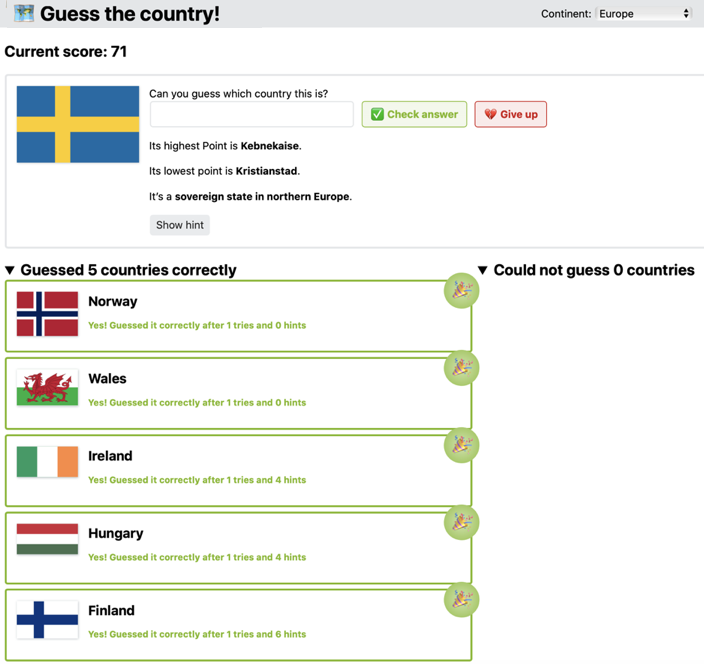 Guess the country!
Continent: Europe
Current score: 71
Can you guess which country this is?
Check answer
Give up
Its highest Point is Kebnekaise.
Its lowest point is Kristianstad.
It’s a sovereign state in northern Europe.
Show hint
Guessed 5 countries correctly
Could not guess 0 countries
Norway
Yes! Guessed it correctly after 1 tries and 0 hints
Wales
Yes! Guessed it correctly after 1 tries and 0 hints
Ireland
Yes! Guessed it correctly after 1 tries and 4 hints
Hungary
Yes! Guessed it correctly after 1 tries and 4 hints
Finland
Yes! Guessed it correctly after 1 tries and 6 hints